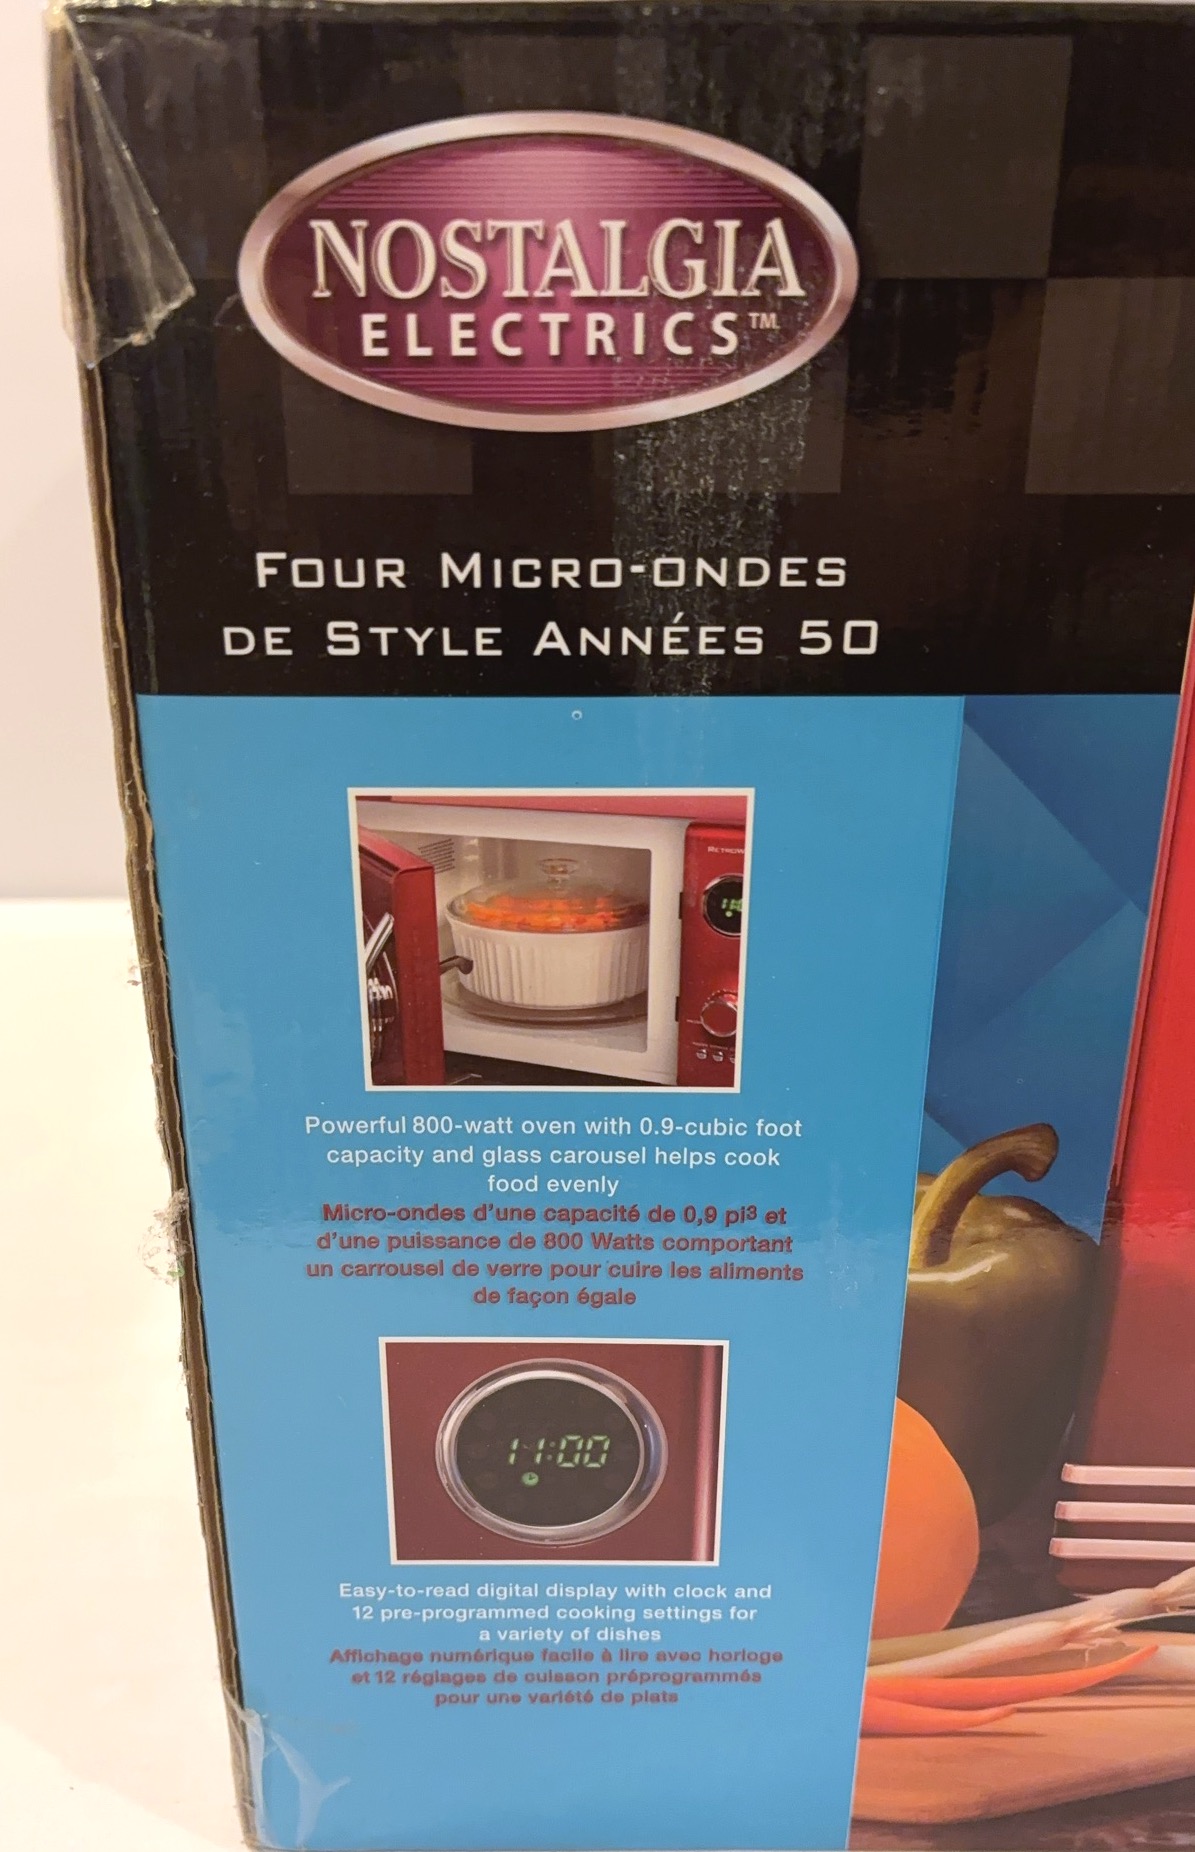 NOSTALGIA
ELECTRICS™
FOUR MICRO-ONDES
DE STYLE ANNÉES 50
Powerful 800-watt oven with 0.9-cubic foot
capacity and glass carousel helps cook
food evenly
Micro-ondes d'une capacité de 0,9 pi3 et
d'une puissance de 800 Watts comportant
un carrousel de verre pour cuire les aliments
de façon égale
11:00
Easy-to-read digital display with clock and
12 pre-programmed cooking settings for
a variety of dishes
Affichage numérique facile à lire avec horloge
et 12 réglages de cuisson préprogrammés
pour une variété de plats